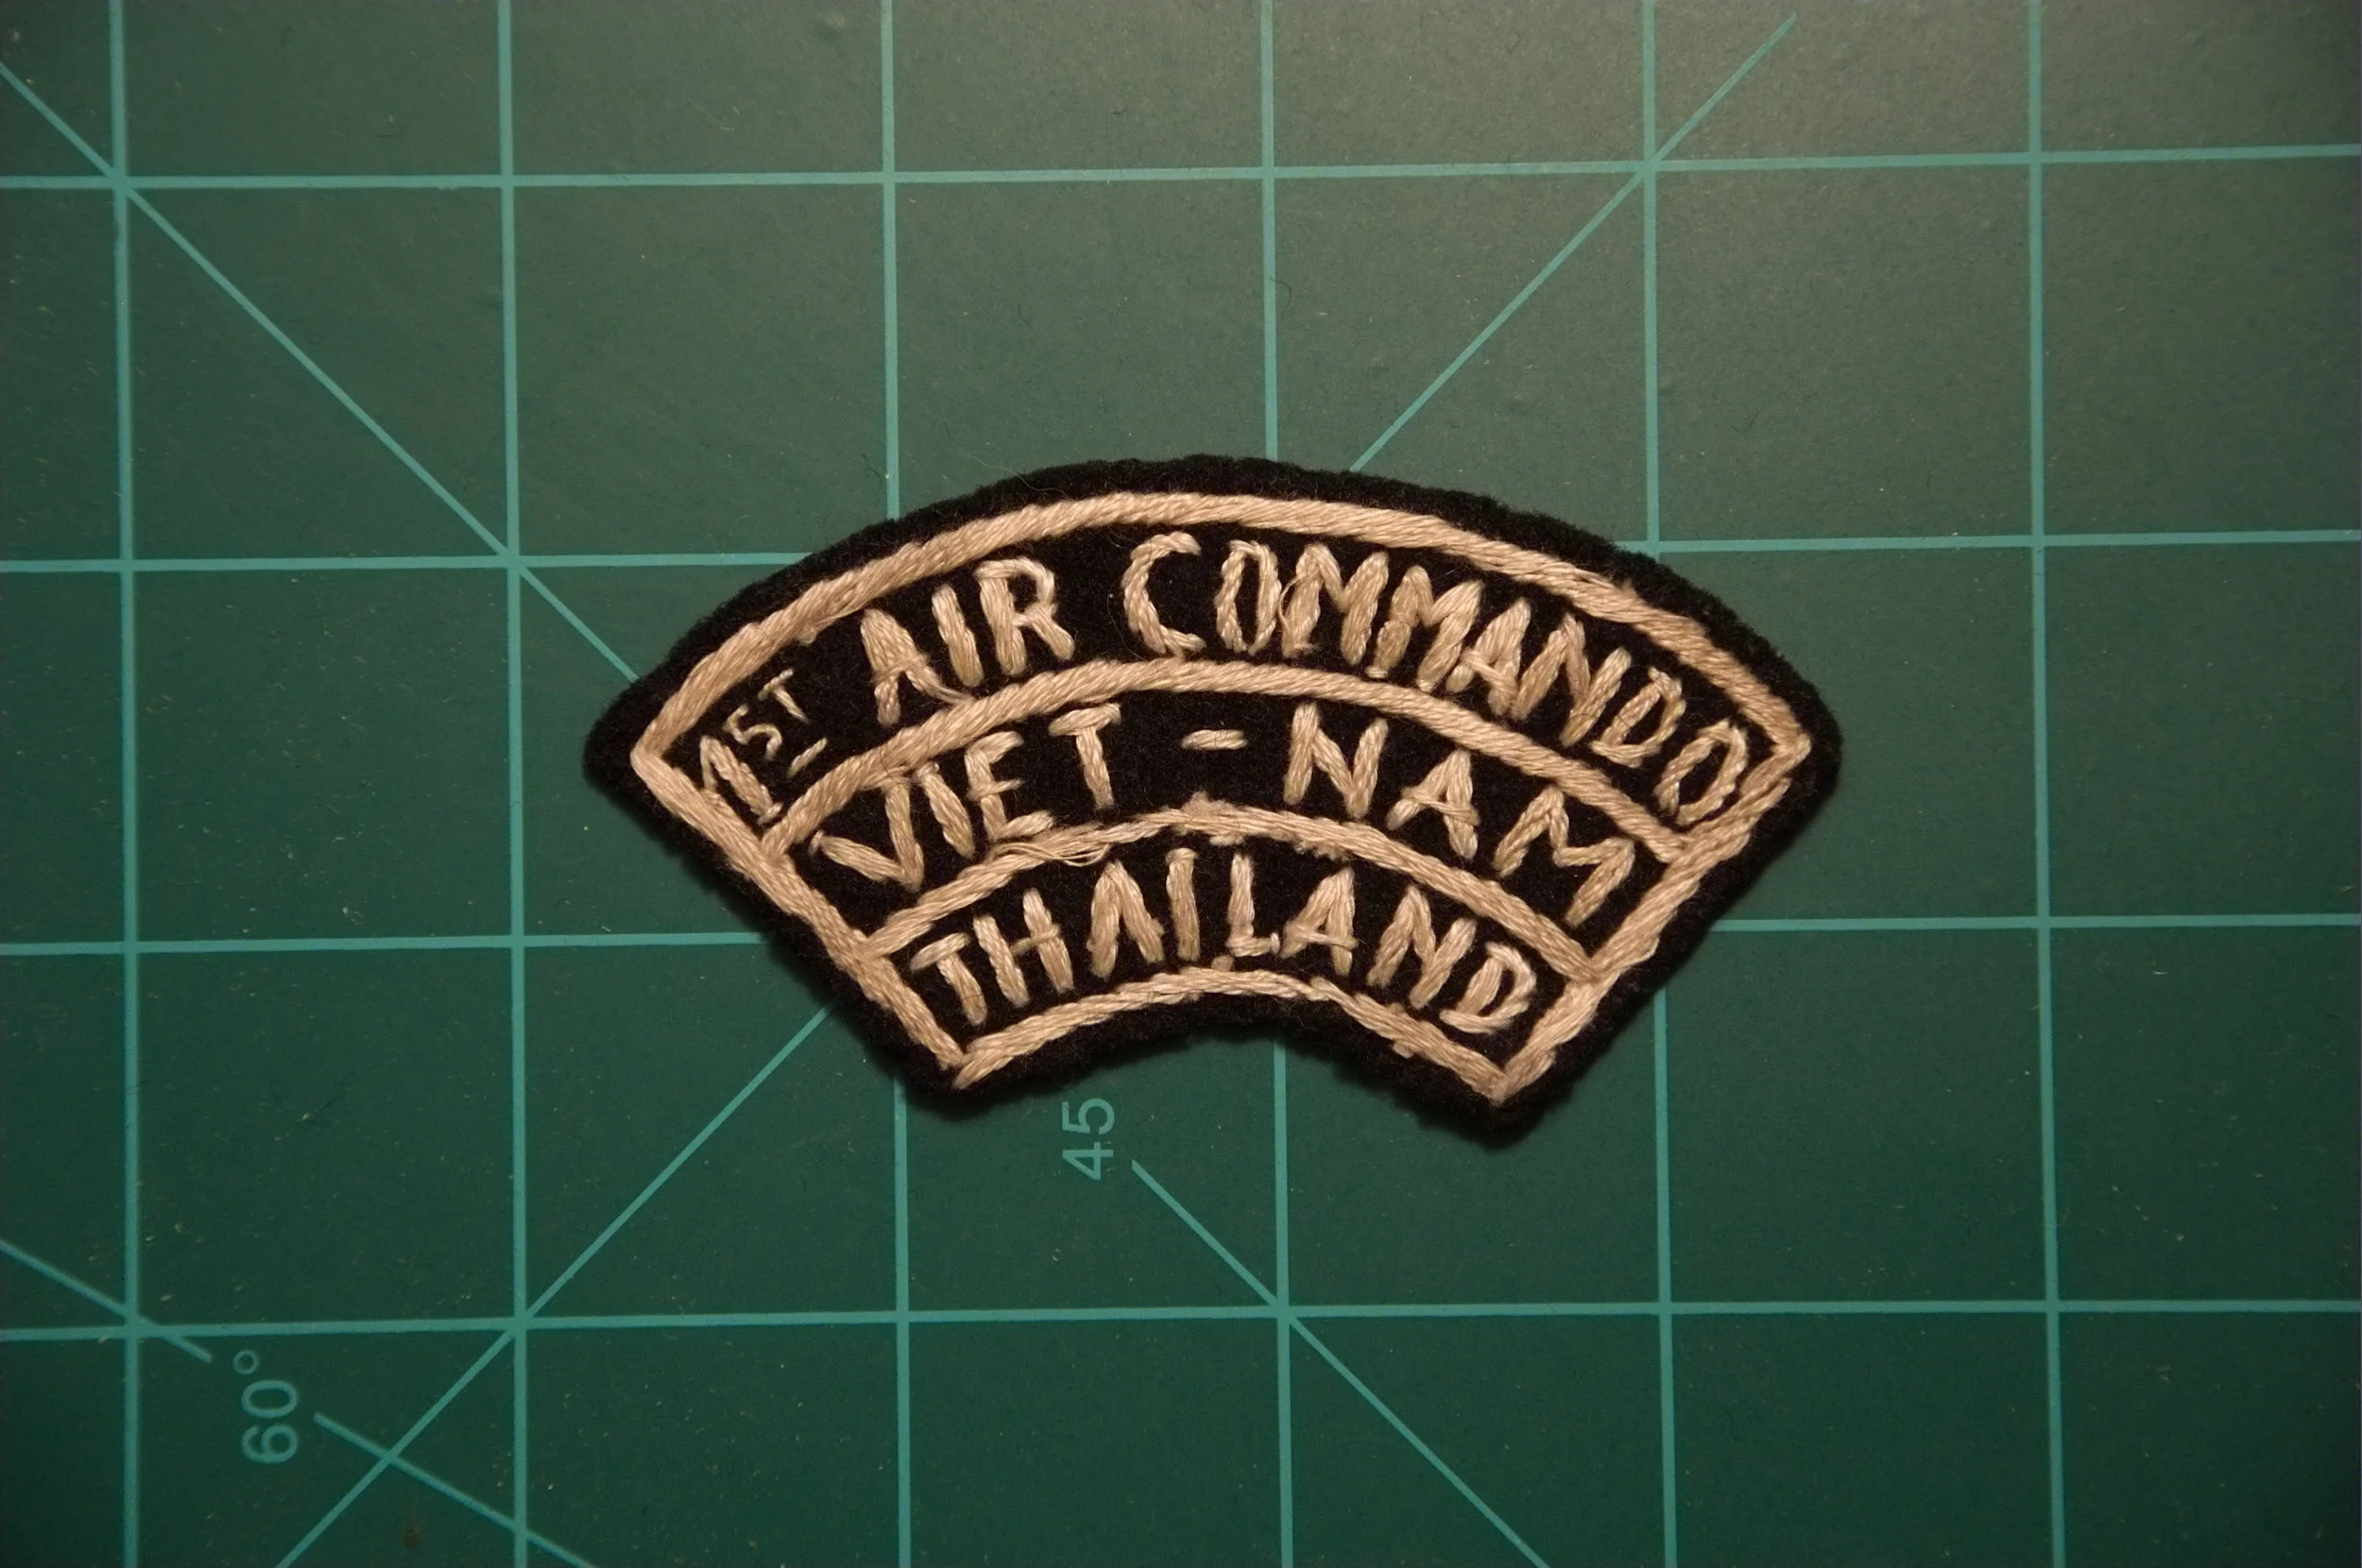 1ST AIR COMMANDO
VIET - NAM
THAILAND
45
60°